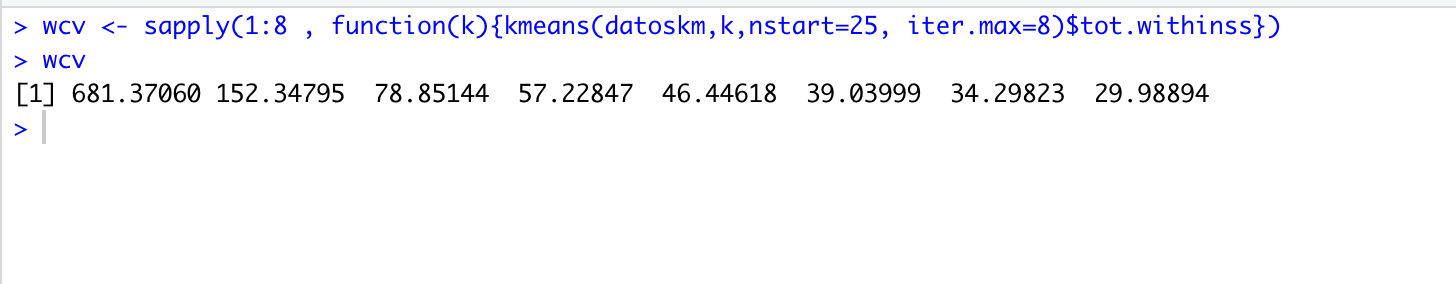 > wcv <- sapply(1:8 , function(k){kmeans(datoskm,k,nstart=25, iter.max=8)$tot.withinss})
> wcv
[1] 681.37060 152.34795  78.85144  57.22847  46.44618  39.03999  34.29823  29.98894
>